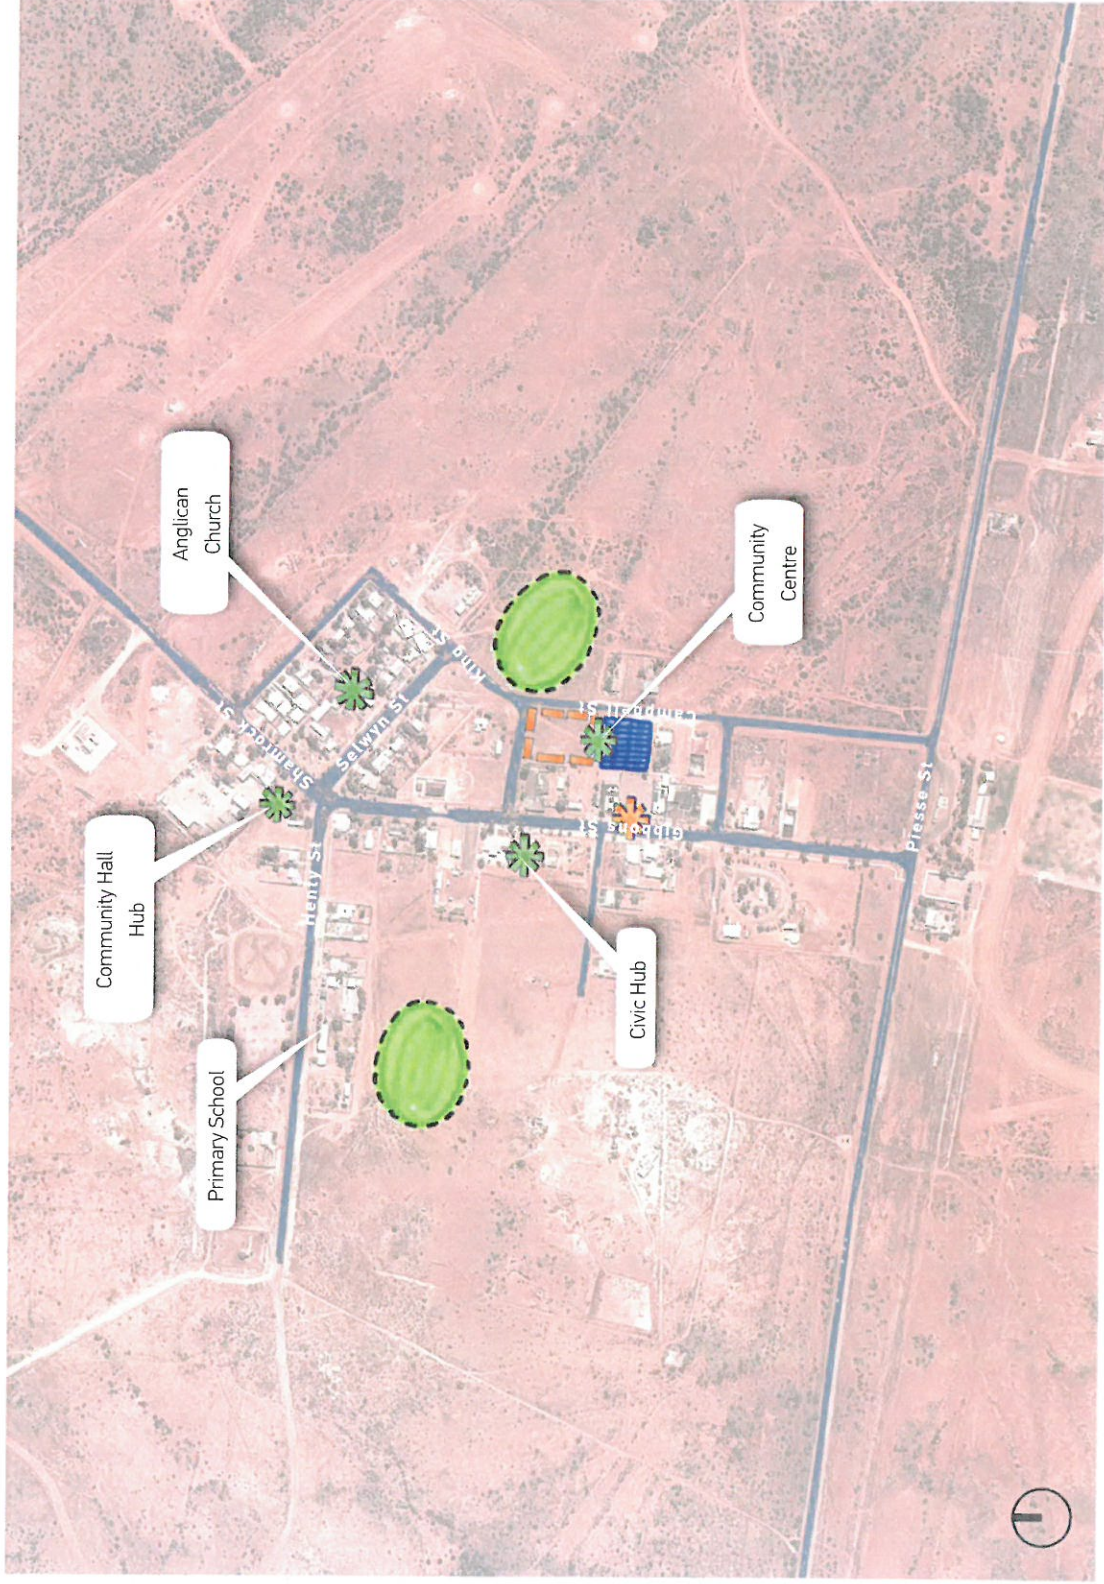 Anglican
Church
Community Hall
Hub
Primary School
Community
Centre
Civic Hub
Shamrock St
Selwyn St
King St
Henty St
Campbell St
Gibbons St
Piesse St